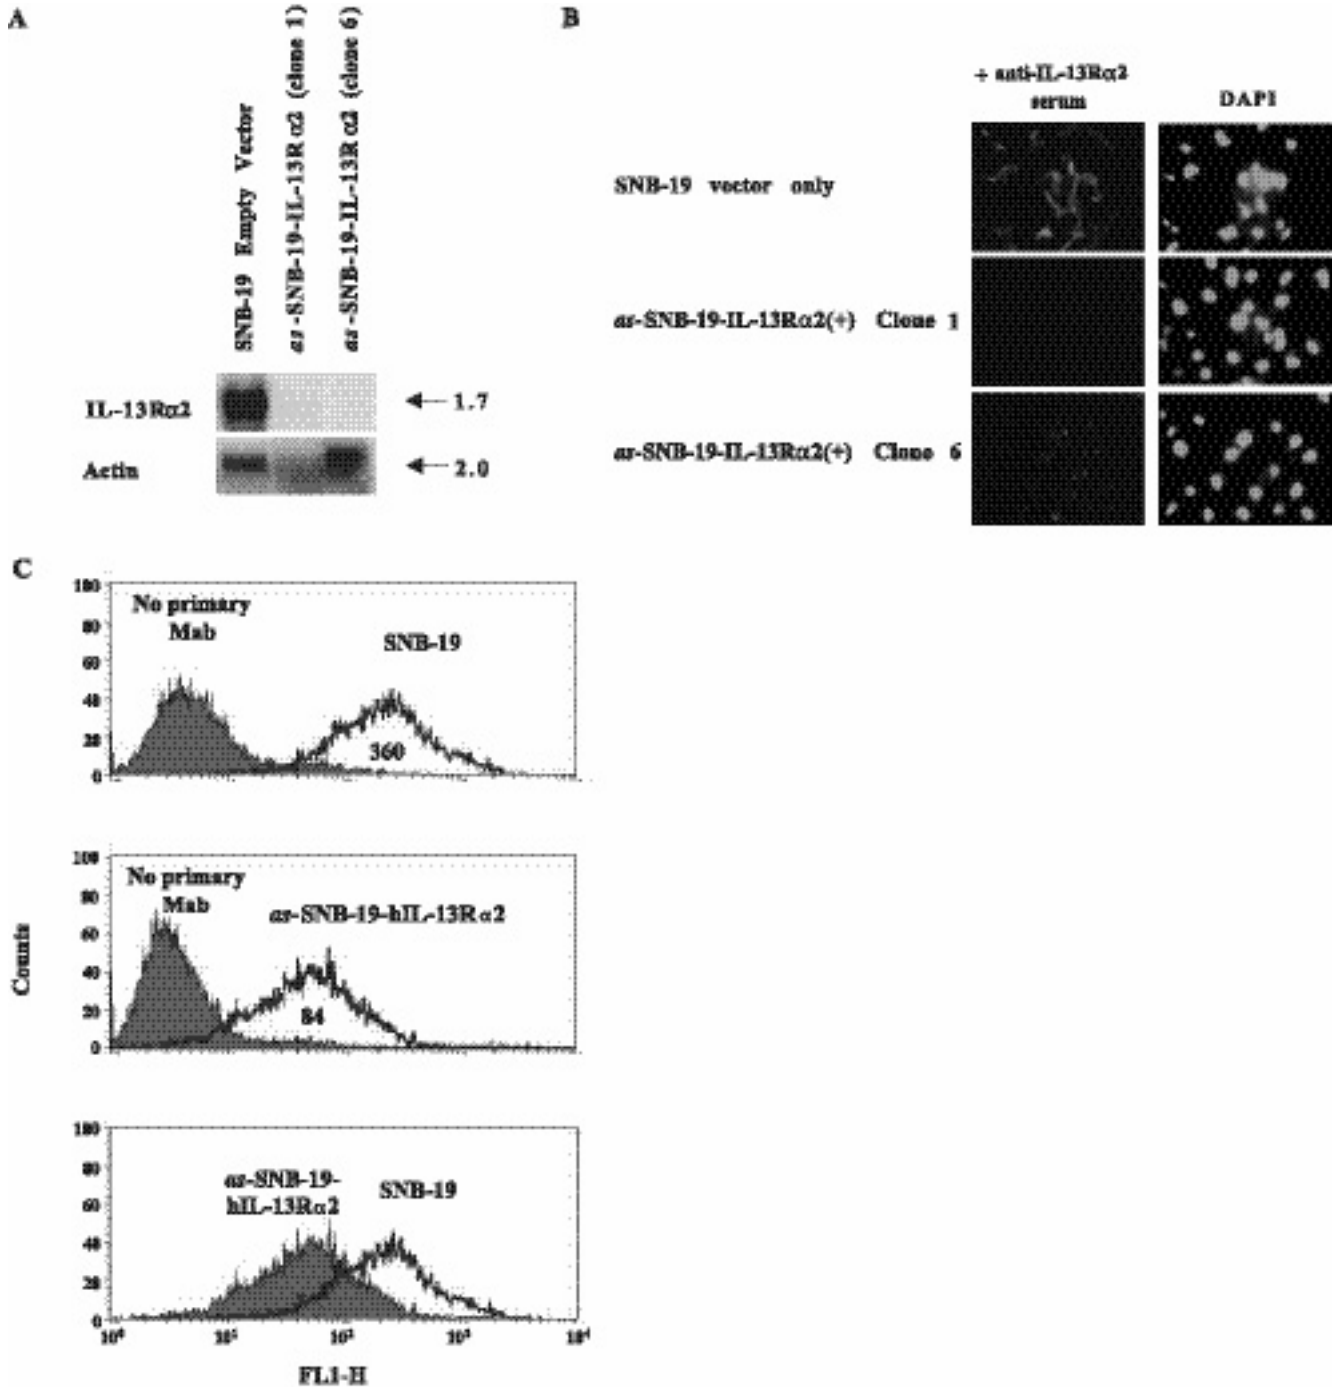 A
SNB-19 Empty Vector
as-SNB-19-IL-13Rα2 (clone 1)
as-SNB-19-IL-13Rα2 (clone 6)
IL-13Rα2
1.7
Actin
2.0
B
+ anti-IL-13Rα2
serum
DAPI
SNB-19 vector only
as-SNB-19-IL-13Rα2(+) Clone 1
as-SNB-19-IL-13Rα2(+) Clone 6
C
Counts
100
80
60
40
20
0
No primary
Mab
SNB-19
360
100
80
60
40
20
0
No primary
Mab
as-SNB-19-hIL-13Rα2
84
100
80
60
40
20
0
as-SNB-19-
hIL-13Rα2
SNB-19
10⁰ 10¹ 10² 10³ 10⁴
FL1-H